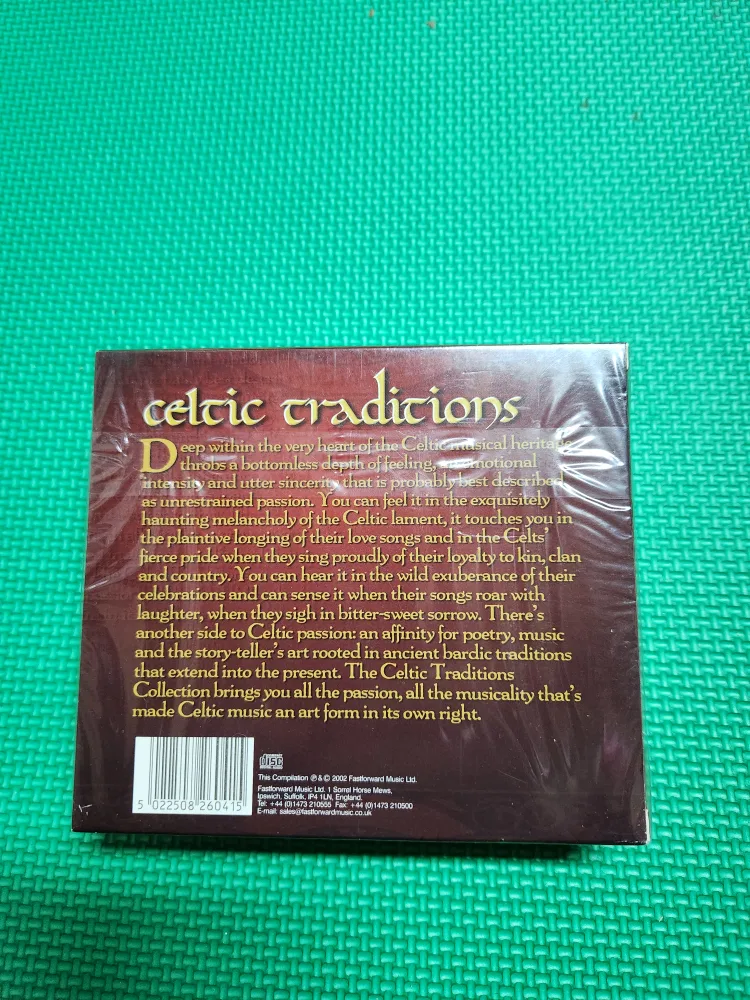 celtic traditions
Deep within the very heart of the Celtic musical heritage
throbs a bottomless depth of feeling, an emotional
intensity and utter sincerity that is probably best described
as unrestrained passion. You can feel it in the exquisitely
haunting melancholy of the Celtic lament, it touches you in
the plaintive longing of their love songs and in the Celts'
fierce pride when they sing proudly of their loyalty to kin, clan
and country. You can hear it in the wild exuberance of their
celebrations and can sense it when their songs roar with
laughter, when they sigh in bitter-sweet sorrow. There's
another side to Celtic passion: an affinity for poetry, music
and the story-teller's art rooted in ancient bardic traditions
that extend into the present. The Celtic Traditions
Collection brings you all the passion, all the musicality that's
made Celtic music an art form in its own right.
COMPACT
disc
DIGITAL AUDIO
This Compilation ℗ & © 2002 Fastforward Music Ltd.
Fastforward Music Ltd. 1 Sorrel Horse Mews,
Ipswich, Suffolk, IP4 1LN, England.
Tel: +44 (0)1473 210555 Fax: +44 (0)1473 210500
E-mail: sales@fastforwardmusic.co.uk
5 022508 260415